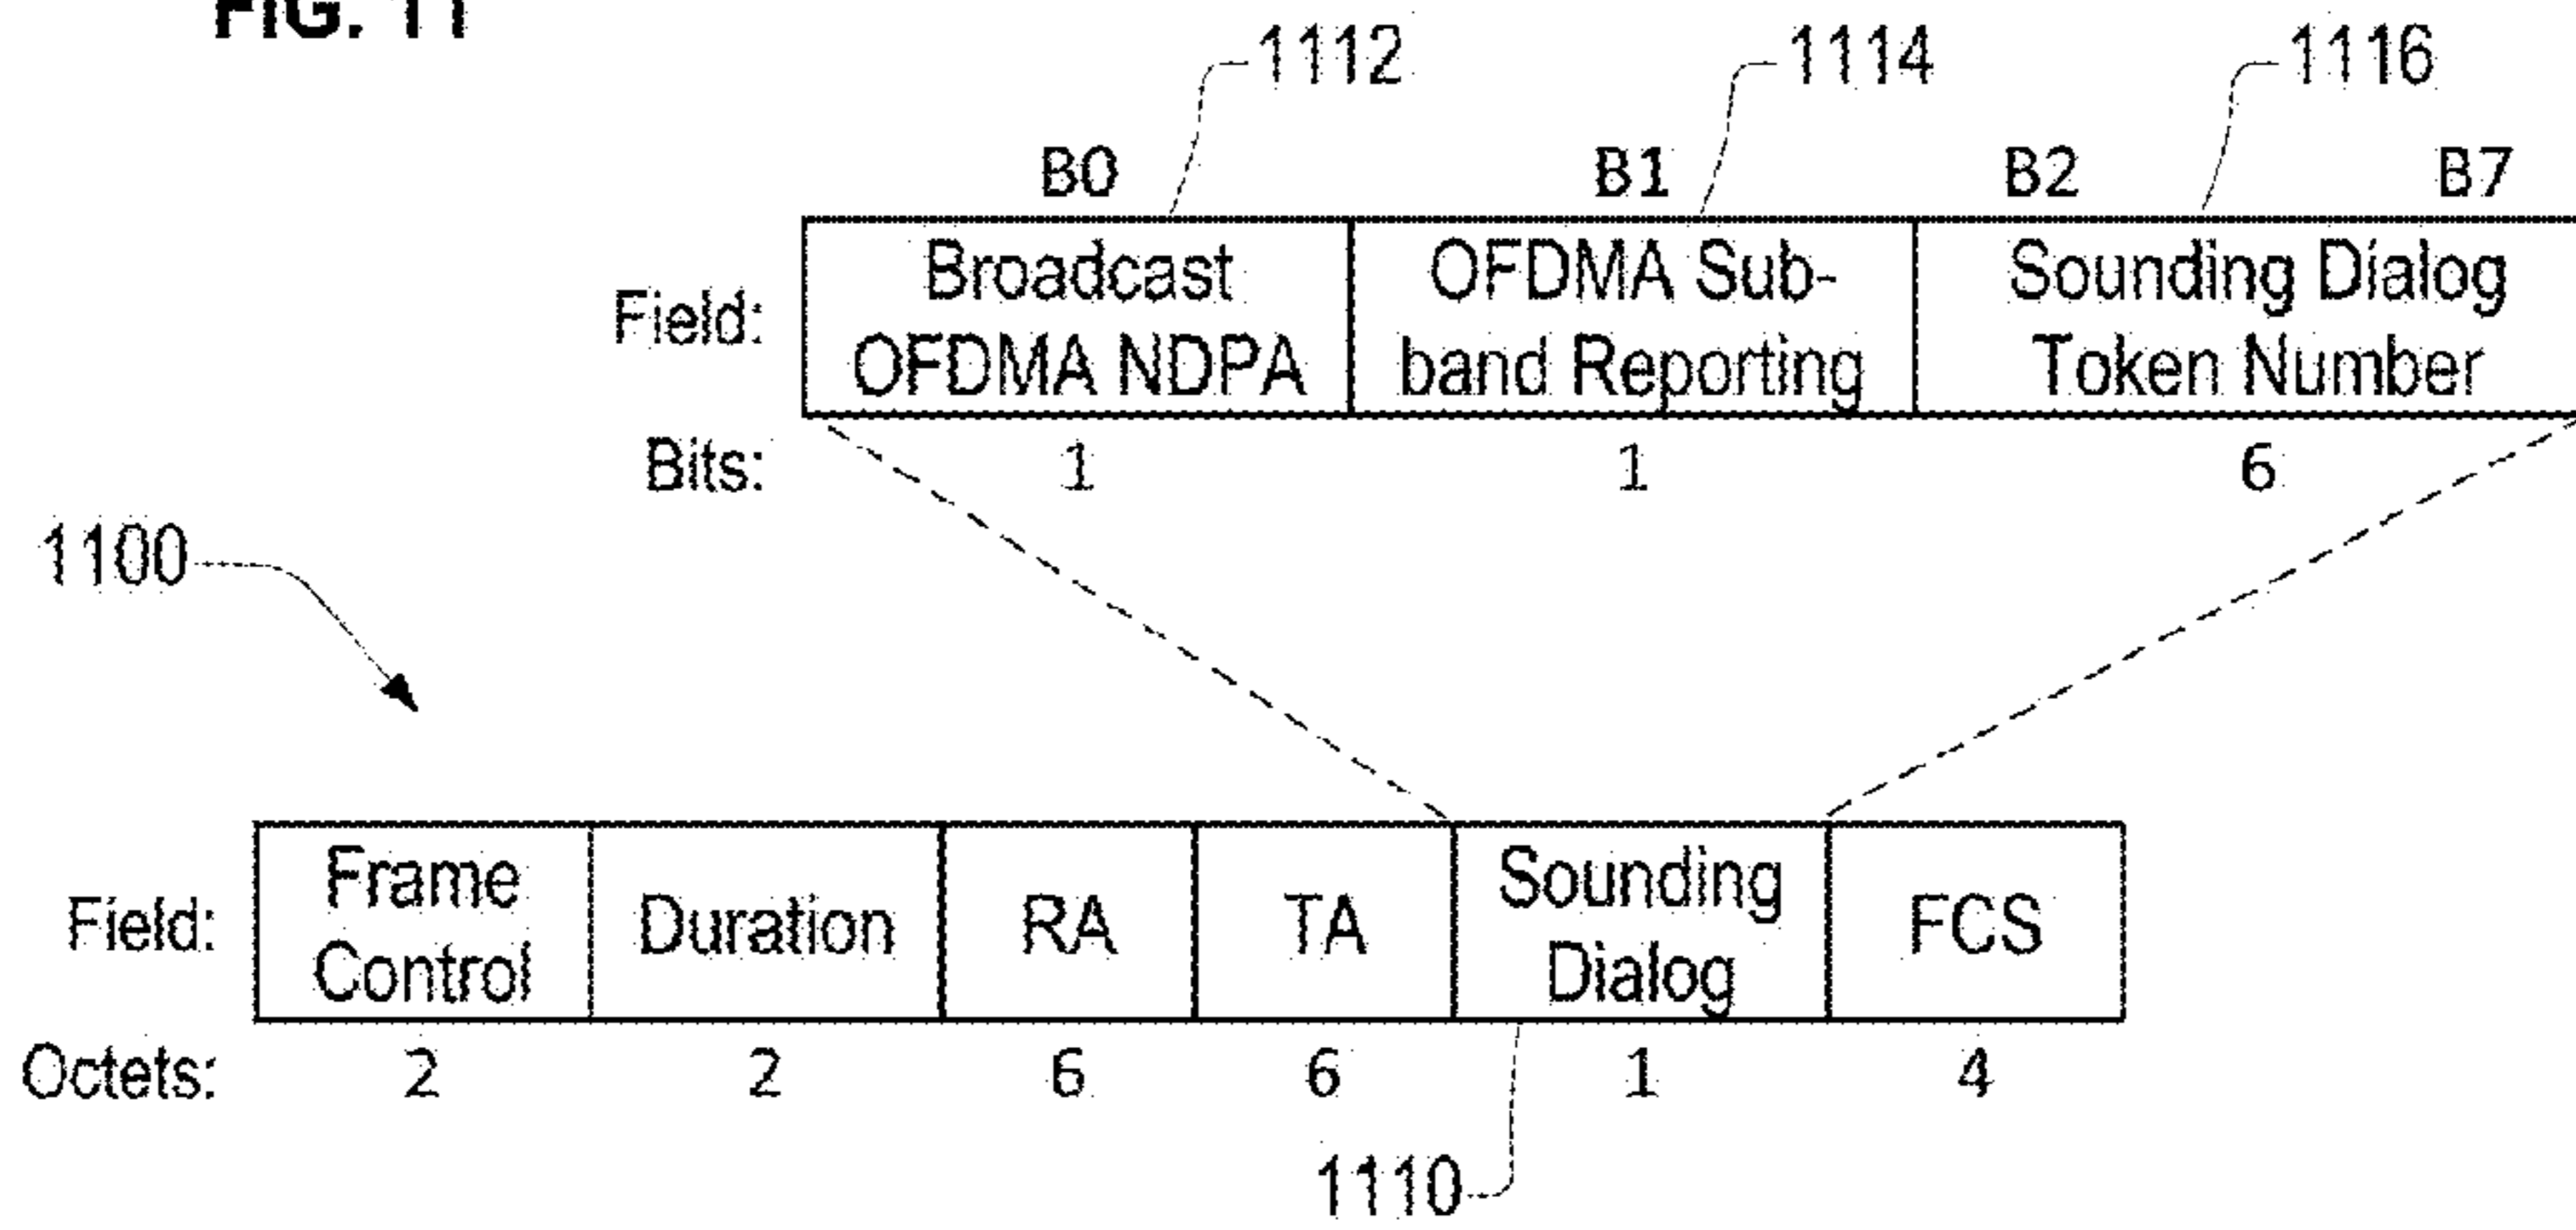 FIG. 11
1112 1114 1116
B0 B1 B2 B7
Field: Broadcast OFDMA NDPA OFDMA Sub-band Reporting Sounding Dialog Token Number
Bits: 1 1 6
1100
Field: Frame Control Duration RA TA Sounding Dialog FCS
Octets: 2 2 6 6 1 4
1110